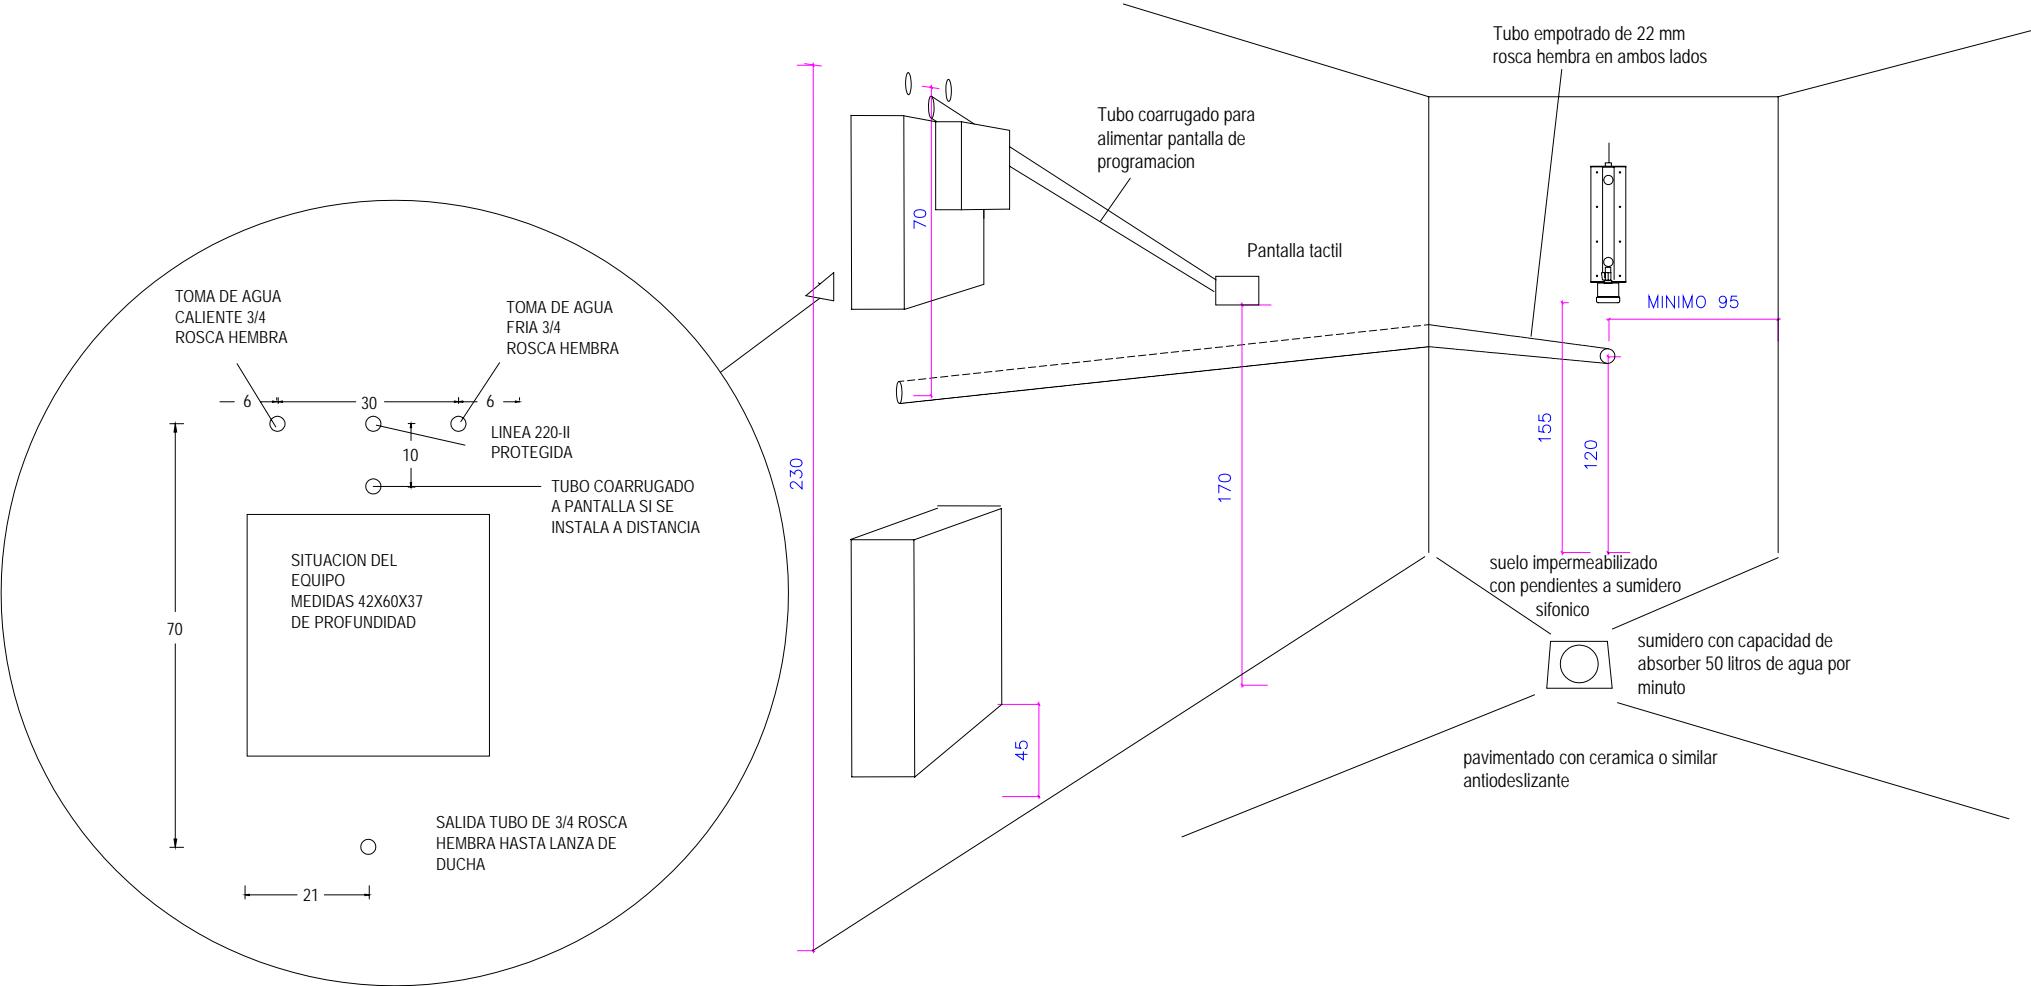 Tubo empotrado de 22 mm
rosca hembra en ambos lados
Tubo coarrugado para
alimentar pantalla de
programacion
70
Pantalla tactil
MINIMO 95
TOMA DE AGUA
CALIENTE 3/4
ROSCA HEMBRA
TOMA DE AGUA
FRIA 3/4
ROSCA HEMBRA
6
30
6
LINEA 220-II
PROTEGIDA
10
TUBO COARRUGADO
A PANTALLA SI SE
INSTALA A DISTANCIA
SITUACION DEL
EQUIPO
MEDIDAS 42X60X37
DE PROFUNDIDAD
70
SALIDA TUBO DE 3/4 ROSCA
HEMBRA HASTA LANZA DE
DUCHA
21
230
170
155
120
45
suelo impermeabilizado
con pendientes a sumidero
sifonico
sumidero con capacidad de
absorber 50 litros de agua por
minuto
pavimentado con ceramica o similar
antiodeslizante